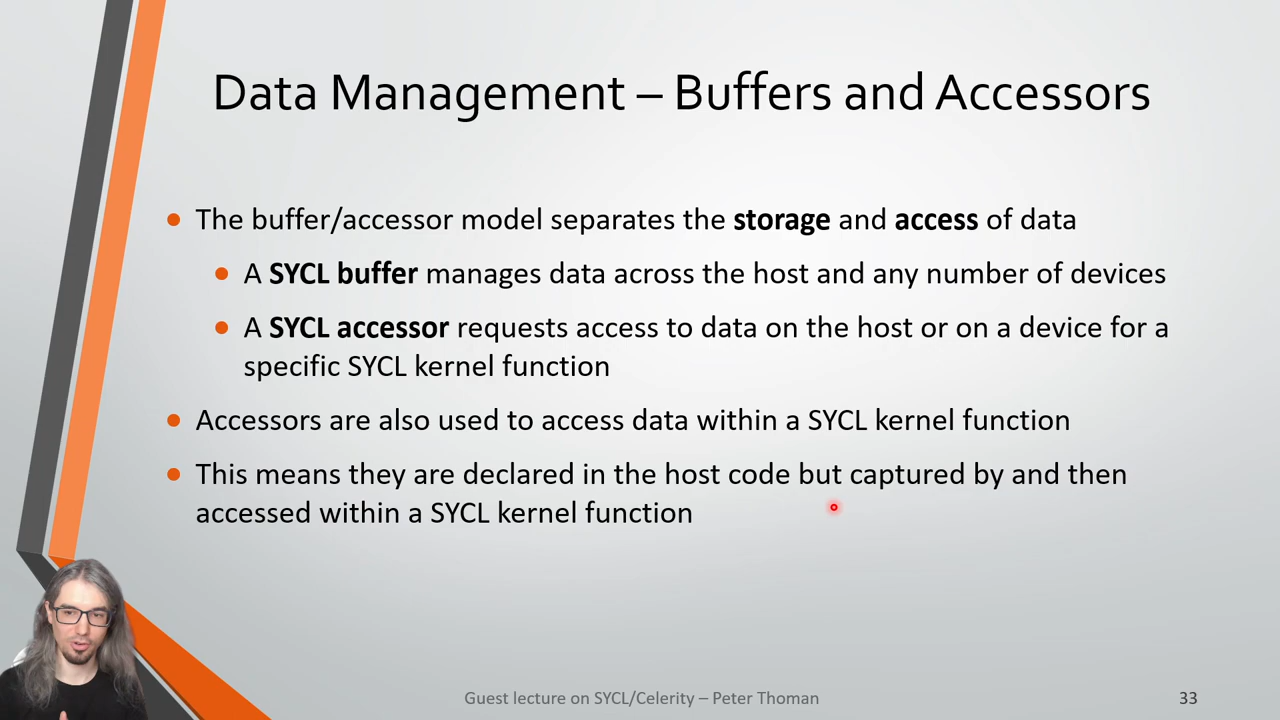 Data Management – Buffers and Accessors
The buffer/accessor model separates the storage and access of data
A SYCL buffer manages data across the host and any number of devices
A SYCL accessor requests access to data on the host or on a device for a
specific SYCL kernel function
Accessors are also used to access data within a SYCL kernel function
This means they are declared in the host code but captured by and then
accessed within a SYCL kernel function
Guest lecture on SYCL/Celerity – Peter Thoman
33